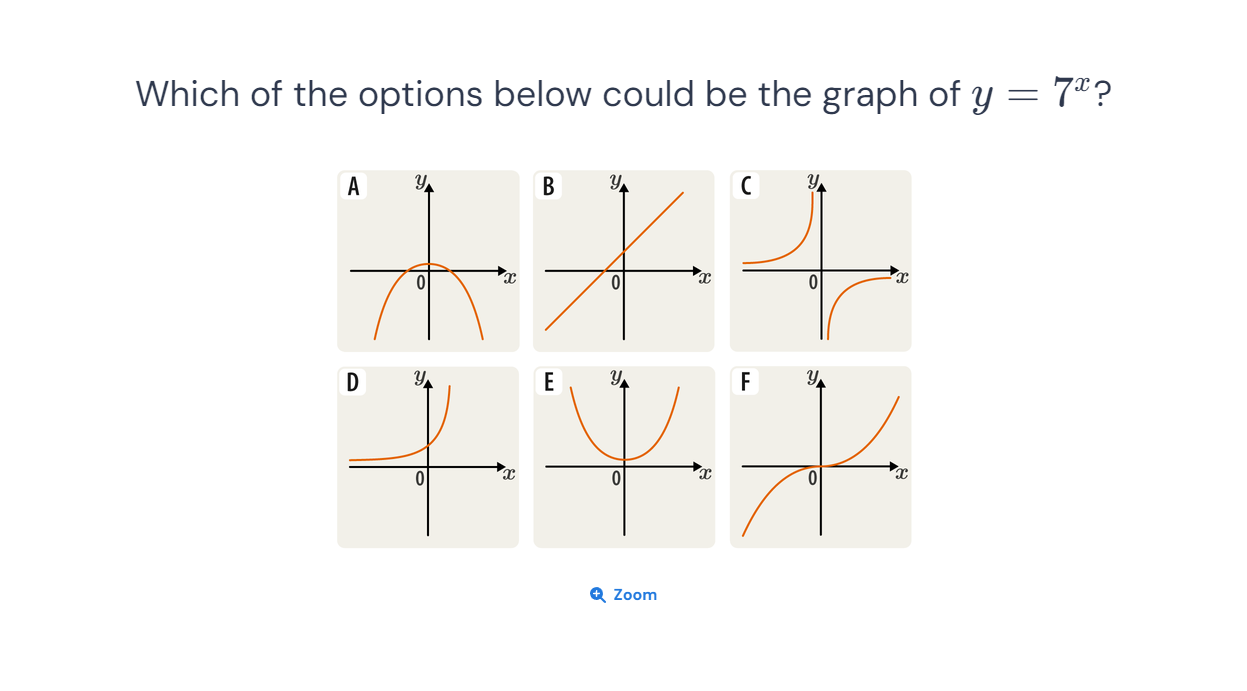 Which of the options below could be the graph of y = 7^x?
A y 0 x
B y 0 x
C y 0 x
D y 0 x
E y 0 x
F y 0 x
Zoom